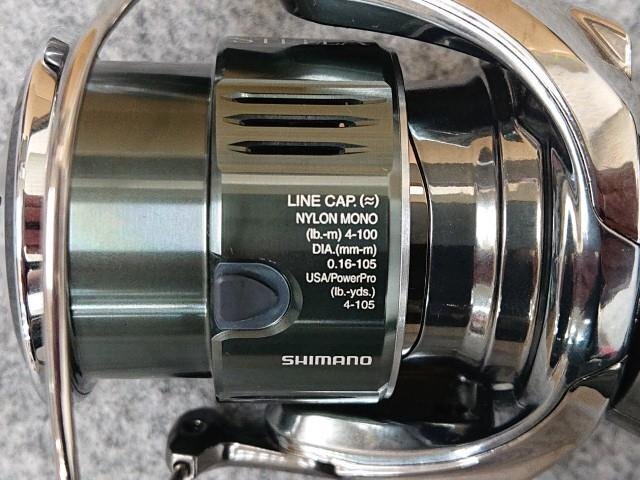 LINE CAP.(≈)
NYLON MONO
(lb.-m) 4-100
DIA.(mm-m)
0.16-105
USA/PowerPro
(lb.-yds.)
4-105
SHIMANO